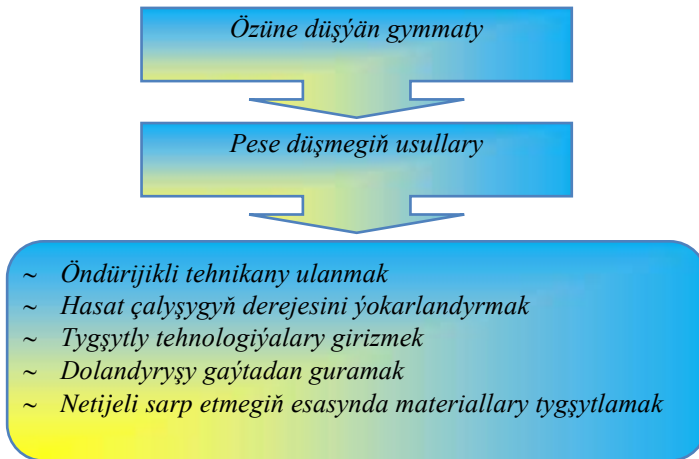 Özüne düşýän gymmaty
Pese düşmegiň usullary
~ Öndürijikli tehnikany ulanmak
~ Hasat çalyşygyň derejesini ýokarlandyrmak
~ Tygşytly tehnologiýalary girizmek
~ Dolandyryşy gaýtadan guramak
~ Netijeli sarp etmegiň esasynda materiallary tygşytlamak